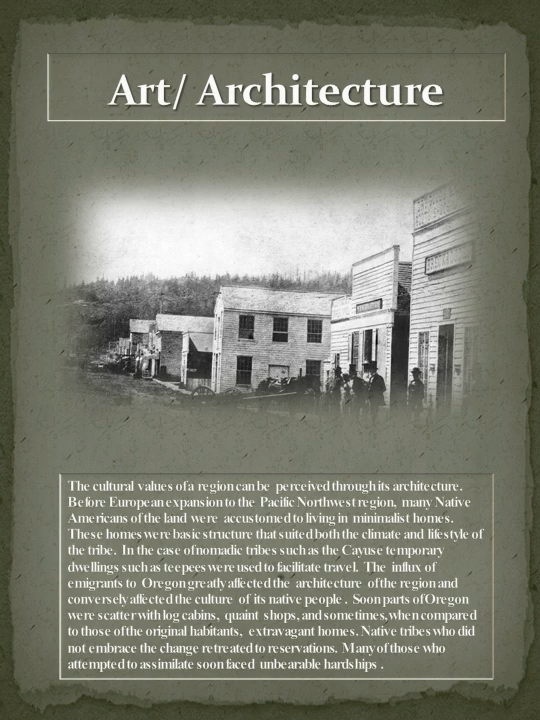 Art/ Architecture
The cultural values of a region can be perceived through its architecture.
Before European expansion to the Pacific Northwest region, many Native
Americans of the land were accustomed to living in minimalist homes.
These homes were basic structure that suited both the climate and lifestyle of
the tribe. In the case of nomadic tribes such as the Cayuse temporary
dwellings such as teepees were used to facilitate travel. The influx of
emigrants to Oregon greatly affected the architecture of the region and
conversely affected the culture of its native people . Soon parts of Oregon
were scatter with log cabins, quaint shops, and sometimes, when compared
to those of the original habitants, extravagant homes. Native tribes who did
not embrace the change retreated to reservations. Many of those who
attempted to assimilate soon faced unbearable hardships .